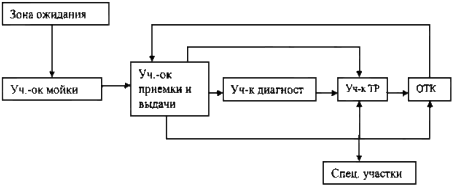 Зона ожидания
Уч.-ок мойки
Уч.-ок
приемки и
выдачи
Уч-к диагност
Уч-к ТР
ОТК
Спец. участки